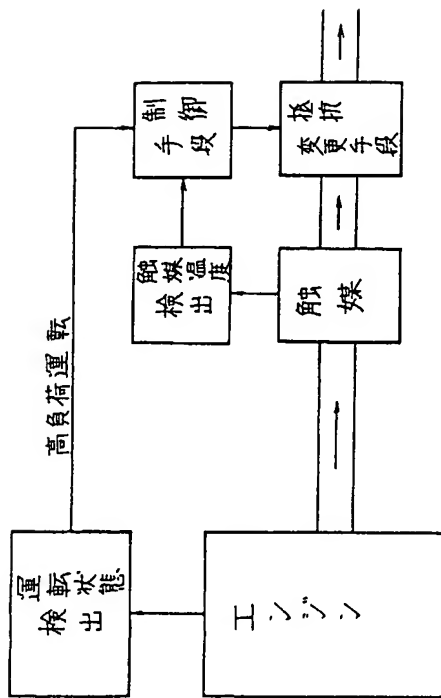 運転状態
検出
高負荷運転
エンジン
触媒温度
検出
触媒
制御
手段
抵抗
変更手段